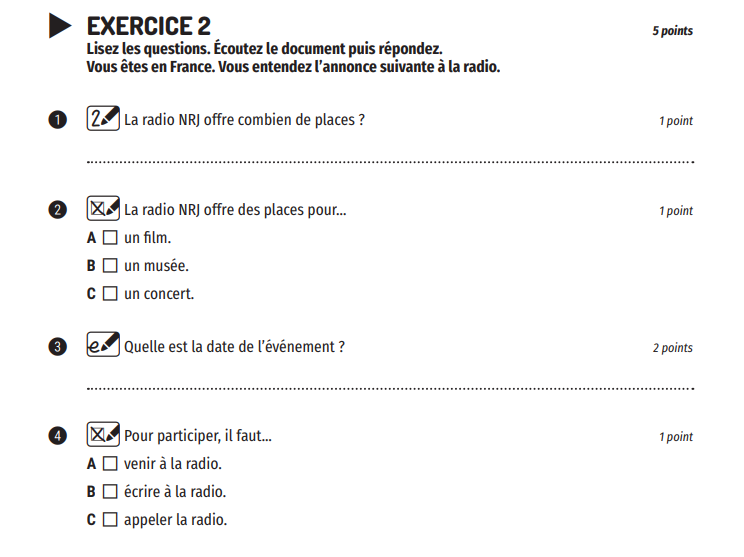 EXERCICE 2
5 points
Lisez les questions. Écoutez le document puis répondez.
Vous êtes en France. Vous entendez l’annonce suivante à la radio.
1 2 La radio NRJ offre combien de places ? 1 point
2 La radio NRJ offre des places pour... 1 point
A un film.
B un musée.
C un concert.
3 e Quelle est la date de l’événement ? 2 points
4 Pour participer, il faut... 1 point
A venir à la radio.
B écrire à la radio.
C appeler la radio.